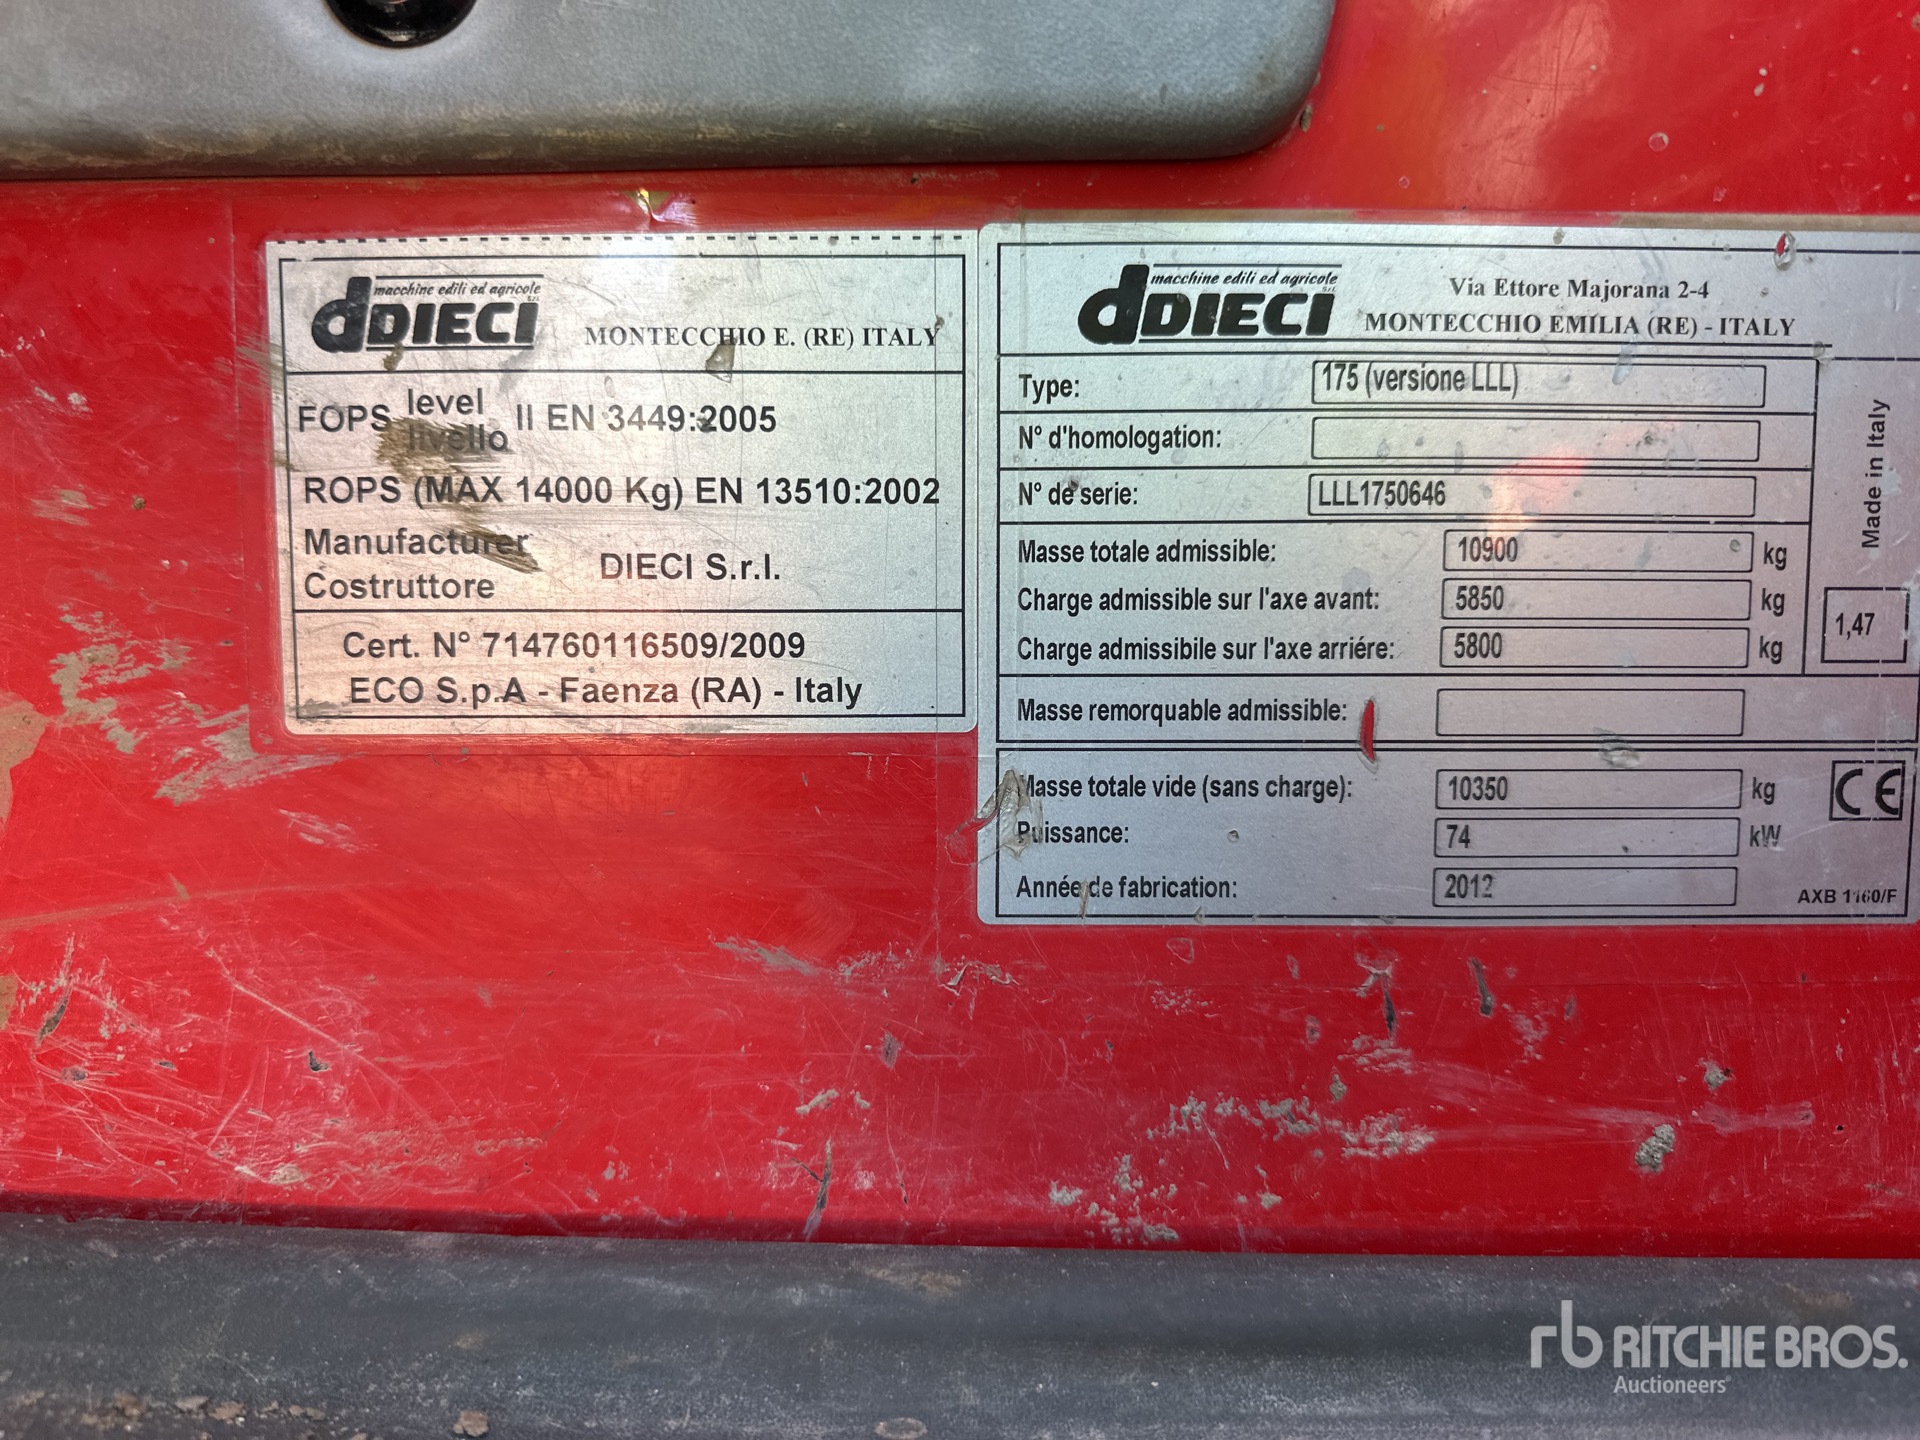 macchine edili ed agricole
dDIECI S.r.l.
MONTECCHIO E. (RE) ITALY
FOPS level livello II EN 3449:2005
ROPS (MAX 14000 Kg) EN 13510:2002
Manufacturer
Costruttore
DIECI S.r.l.
Cert. N° 714760116509/2009
ECO S.p.A - Faenza (RA) - Italy
macchine edili ed agricole
dDIECI S.r.l.
Via Ettore Majorana 2-4
MONTECCHIO EMILIA (RE) - ITALY
Type: 175 (versione LLL)
N° d'homologation:
N° de serie: LLL1750646
Masse totale admissible: 10900 kg
Charge admissible sur l'axe avant: 5850 kg
Charge admissibile sur l'axe arriére: 5800 kg
Masse remorquable admissible:
Made in Italy
1,47
Masse totale vide (sans charge): 10350 kg
Puissance: 74 kW
Année de fabrication: 2012
CE
AXB 1160/F
rb RITCHIE BROS.
Auctioneers